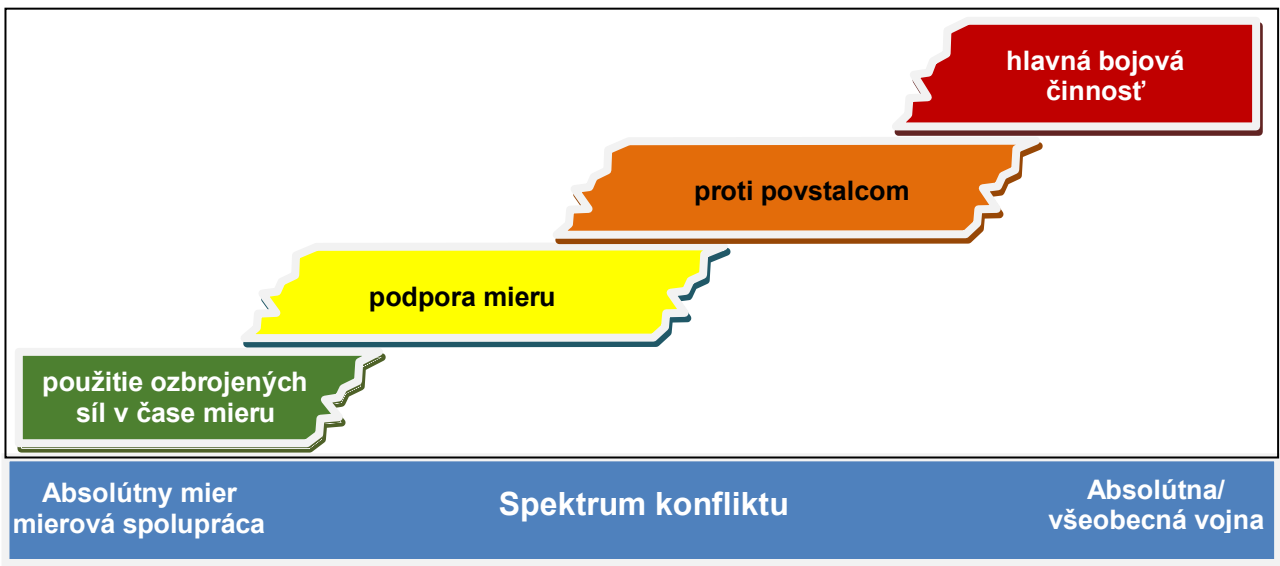 hlavná bojová
činnosť
proti povstalcom
podpora mieru
použitie ozbrojených
síl v čase mieru
Absolútny mier
mierová spolupráca
Spektrum konfliktu
Absolútna/
všeobecná vojna